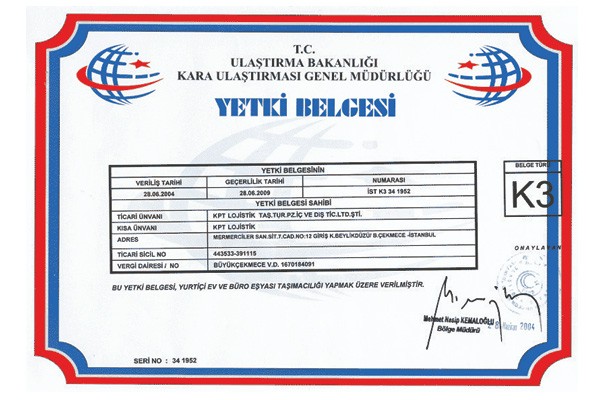 T.C.
ULAŞTIRMA BAKANLIĞI
KARA ULAŞTIRMASI GENEL MÜDÜRLÜĞÜ
YETKİ BELGESİ
YETKİ BELGESİNİN
VERİLİŞ TARİHİ GEÇERLİLİK TARİHİ NUMARASI
28.06.2004 28.06.2009 İST K3 34 1952
YETKİ BELGESİ SAHİBİ
TİCARİ ÜNVANI KPT LOJİSTİK TAŞ.TUR.PZ.İÇ VE DIŞ TİC.LTD.ŞTİ.
KISA ÜNVANI KPT LOJİSTİK
ADRES MERMERCİLER SAN.SİT.7.CAD.NO:12 GİRİŞ K.BEYLİKDÜZÜ/ B.ÇEKMECE -İSTANBUL
TİCARİ SİCİL NO 443533-391115
VERGİ DAİRESİ / NO BÜYÜKÇEKMECE V.D. 1670184091
BELGE TÜRÜ
K3
ONAYLAYAN
BU YETKİ BELGESİ, YURTİÇİ EV VE BÜRO EŞYASI TAŞIMACILIĞI YAPMAK ÜZERE VERİLMİŞTİR.
Mehmet Nasip KEMALOĞLU
Bölge Müdürü
2004
SERİ NO : 34 1952